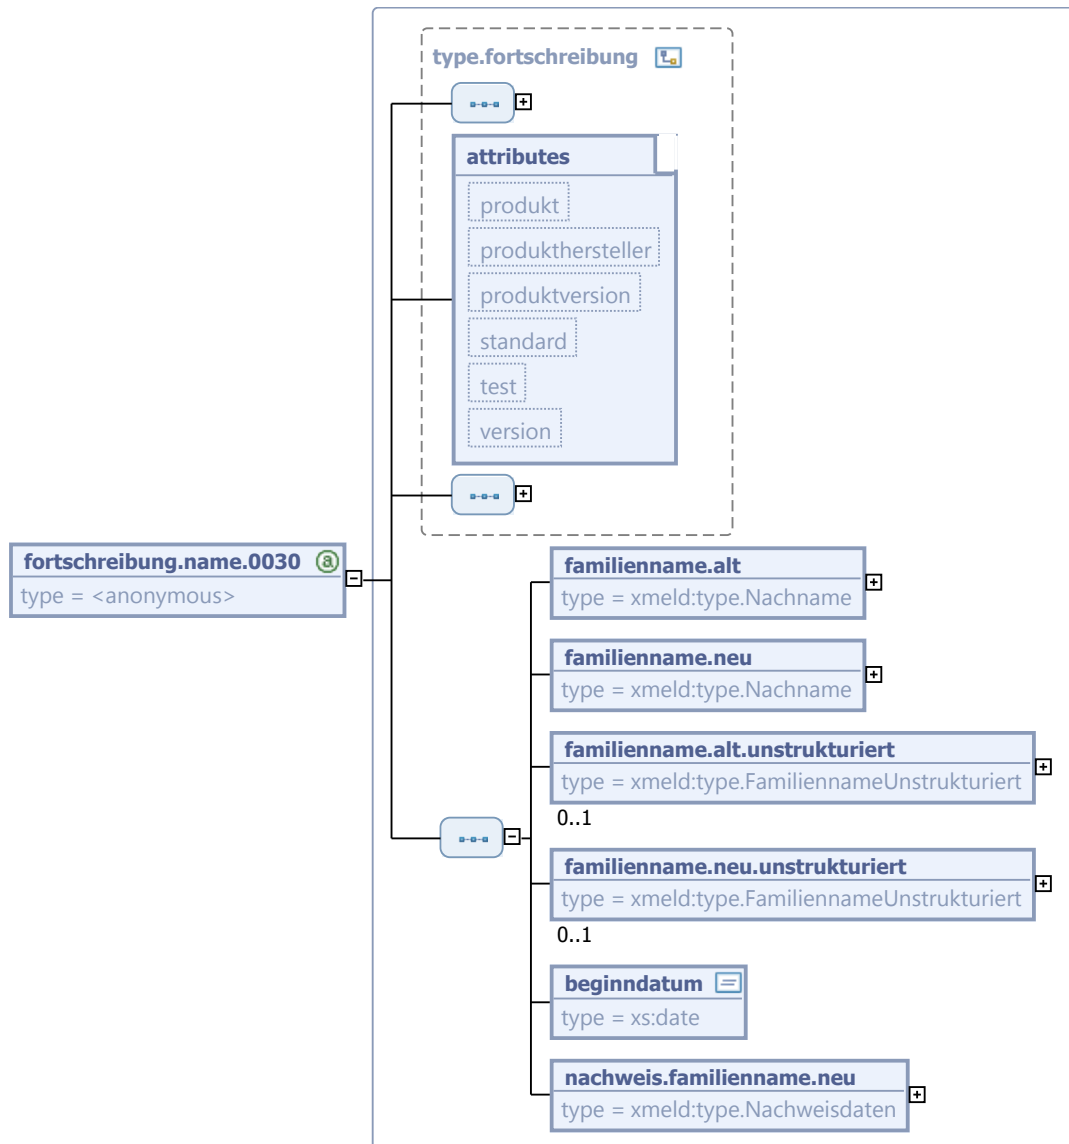 type.fortschreibung
attributes
produkt
produkthersteller
produktversion
standard
test
version
fortschreibung.name.0030
type = <anonymous>
familienname.alt
type = xmeld:type.Nachname
familienname.neu
type = xmeld:type.Nachname
familienname.alt.unstrukturiert
type = xmeld:type.FamiliennameUnstrukturiert
0..1
familienname.neu.unstrukturiert
type = xmeld:type.FamiliennameUnstrukturiert
0..1
beginndatum
type = xs:date
nachweis.familienname.neu
type = xmeld:type.Nachweisdaten